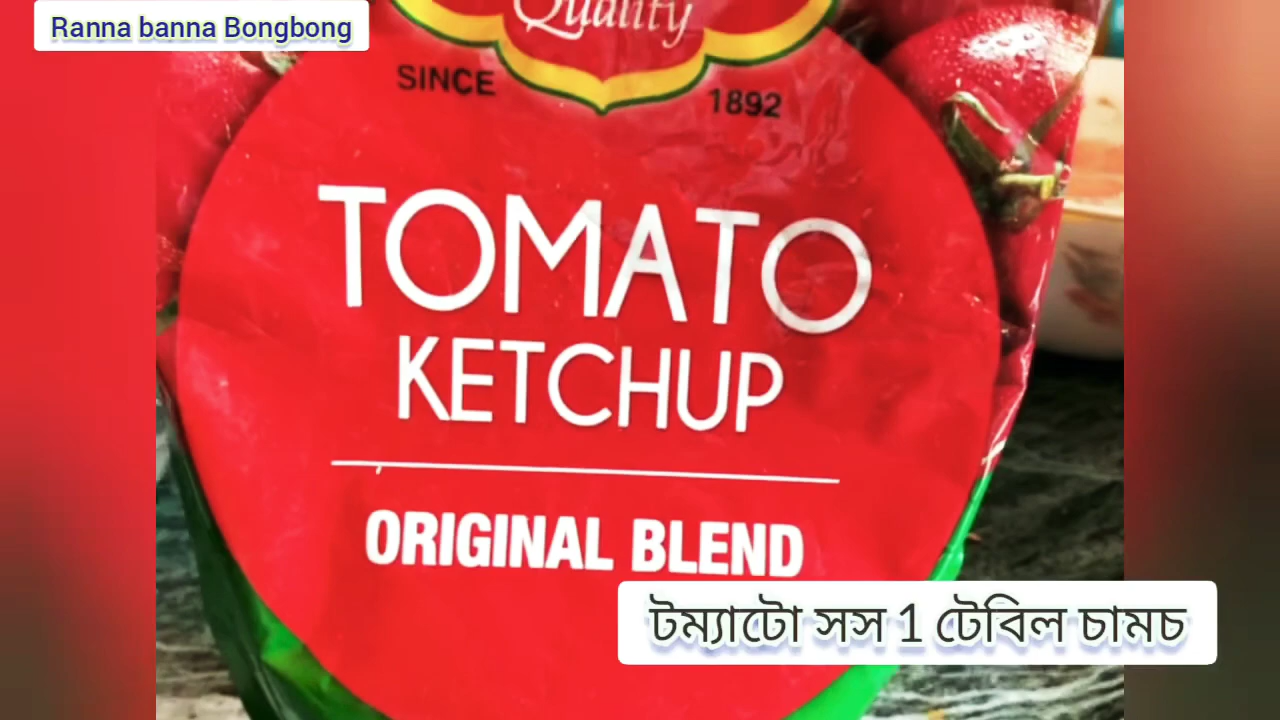 Ranna banna Bongbong
Quality
SINCE 1892
TOMATO
KETCHUP
ORIGINAL BLEND
টম্যাটো সস 1 টেবিল চামচ